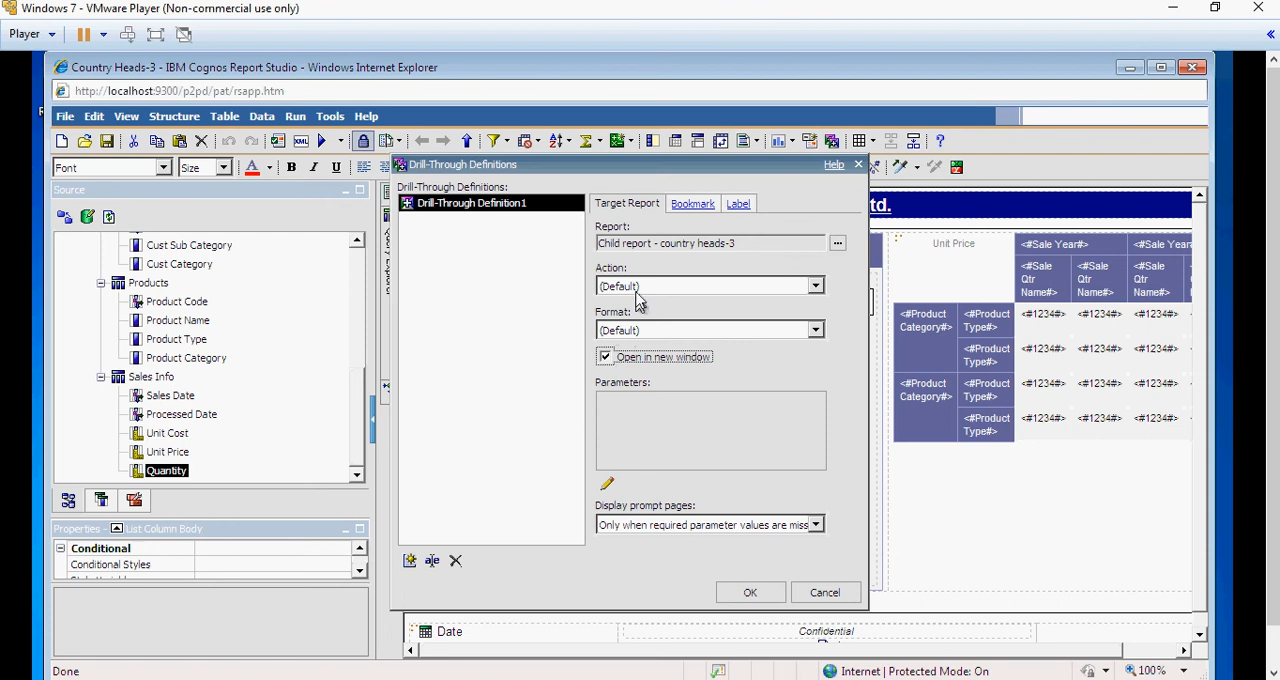 Windows 7 - VMware Player (Non-commercial use only)
Player
Country Heads-3 - IBM Cognos Report Studio - Windows Internet Explorer
http://localhost:9300/p2pd/pat/rsapp.htm
File Edit View Structure Table Data Run Tools Help
Font Size A B I U
Source
Cust Sub Category
Cust Category
Products
Product Code
Product Name
Product Type
Product Category
Sales Info
Sales Date
Processed Date
Unit Cost
Unit Price
Quantity
Properties - List Column Body
Conditional
Conditional Styles
Drill-Through Definitions
Help
Drill-Through Definitions:
Drill-Through Definition1
Target Report Bookmark Label
Report:
Child report - country heads-3
...
Action:
(Default)
Format:
(Default)
Open in new window
Parameters:
Display prompt pages:
Only when required parameter values are miss
OK Cancel
td.
Unit Price <#Sale Year#> <#Sale Year
<#Sale Qtr Name#> <#Sale Qtr Name#> <#Sale Qtr Name#>
<#Product Category#> <#Product Type#> <#1234#> <#1234#> <#1234#>
<#Product Type#> <#1234#> <#1234#> <#1234#>
<#Product Category#> <#Product Type#> <#1234#> <#1234#> <#1234#>
<#Product Type#> <#1234#> <#1234#> <#1234#>
Date Confidential
Done Internet | Protected Mode: On 100%